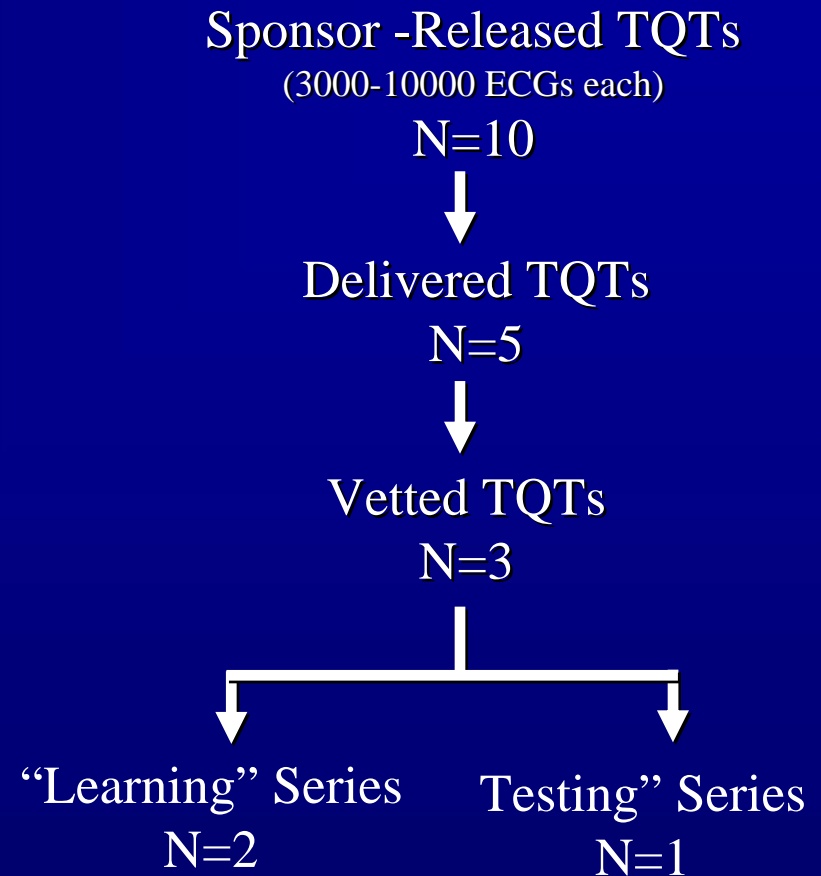 Sponsor -Released TQTs
(3000-10000 ECGs each)
N=10
Delivered TQTs
N=5
Vetted TQTs
N=3
“Learning” Series
N=2
Testing” Series
N=1